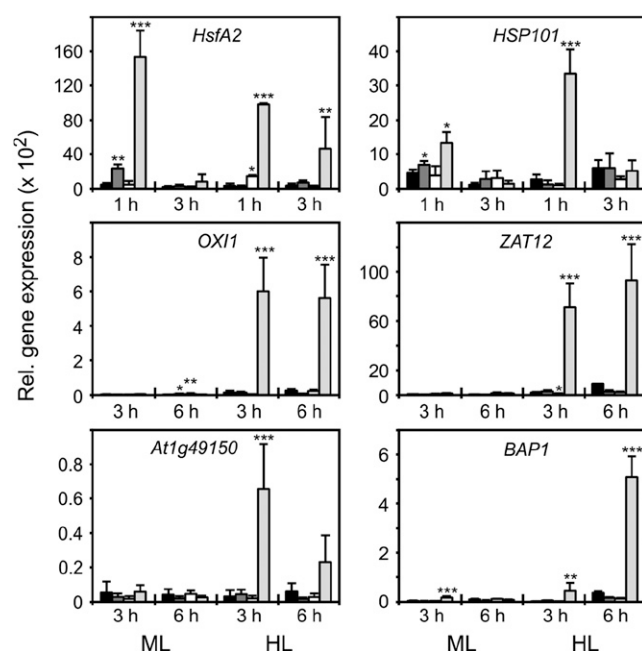 Rel. gene expression (x 10²)
HsfA2
160
120
80
40
0
** *** * *** **
1 h 3 h 1 h 3 h
HSP101
40
30
20
10
0
* * ***
1 h 3 h 1 h 3 h
OXI1
8
6
4
2
0
* ** *** ***
3 h 6 h 3 h 6 h
ZAT12
100
80
60
20
0
*** * ***
3 h 6 h 3 h 6 h
At1g49150
0.8
0.6
0.4
0.2
0
***
3 h 6 h 3 h 6 h
BAP1
6
4
2
0
*** ** ***
3 h 6 h 3 h 6 h
ML HL ML HL